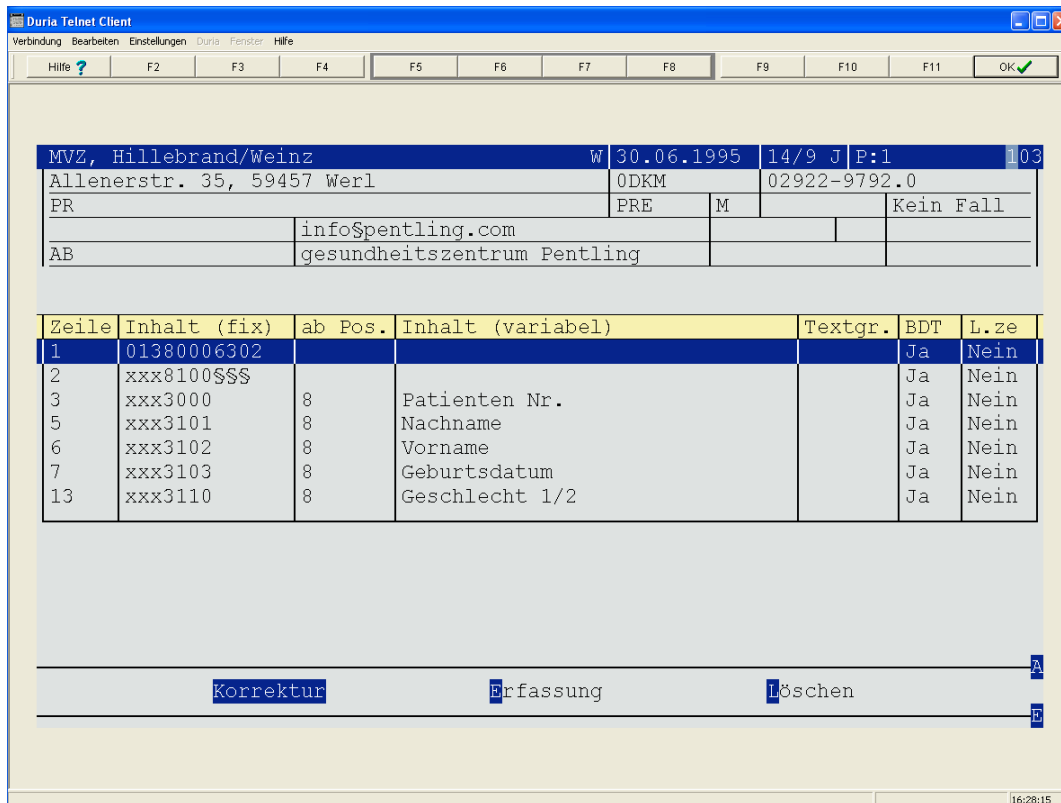 Duria Telnet Client
Verbindung Bearbeiten Einstellungen Duria Fenster Hilfe
Hilfe ? F2 F3 F4 F5 F6 F7 F8 F9 F10 F11 OK
MVZ, Hillebrand/Weinz W 30.06.1995 14/9 J P:1 103
Allenerstr. 35, 59457 Werl 0DKM 02922-9792.0
PR PRE M Kein Fall
info§pentling.com
AB gesundheitszentrum Pentling
Zeile Inhalt (fix) ab Pos. Inhalt (variabel) Textgr. BDT L.ze
1 01380006302 Ja Nein
2 xxx8100§§§ Ja Nein
3 xxx3000 8 Patienten Nr. Ja Nein
5 xxx3101 8 Nachname Ja Nein
6 xxx3102 8 Vorname Ja Nein
7 xxx3103 8 Geburtsdatum Ja Nein
13 xxx3110 8 Geschlecht 1/2 Ja Nein
A
Korrektur Erfassung Löschen
E
16:28:15